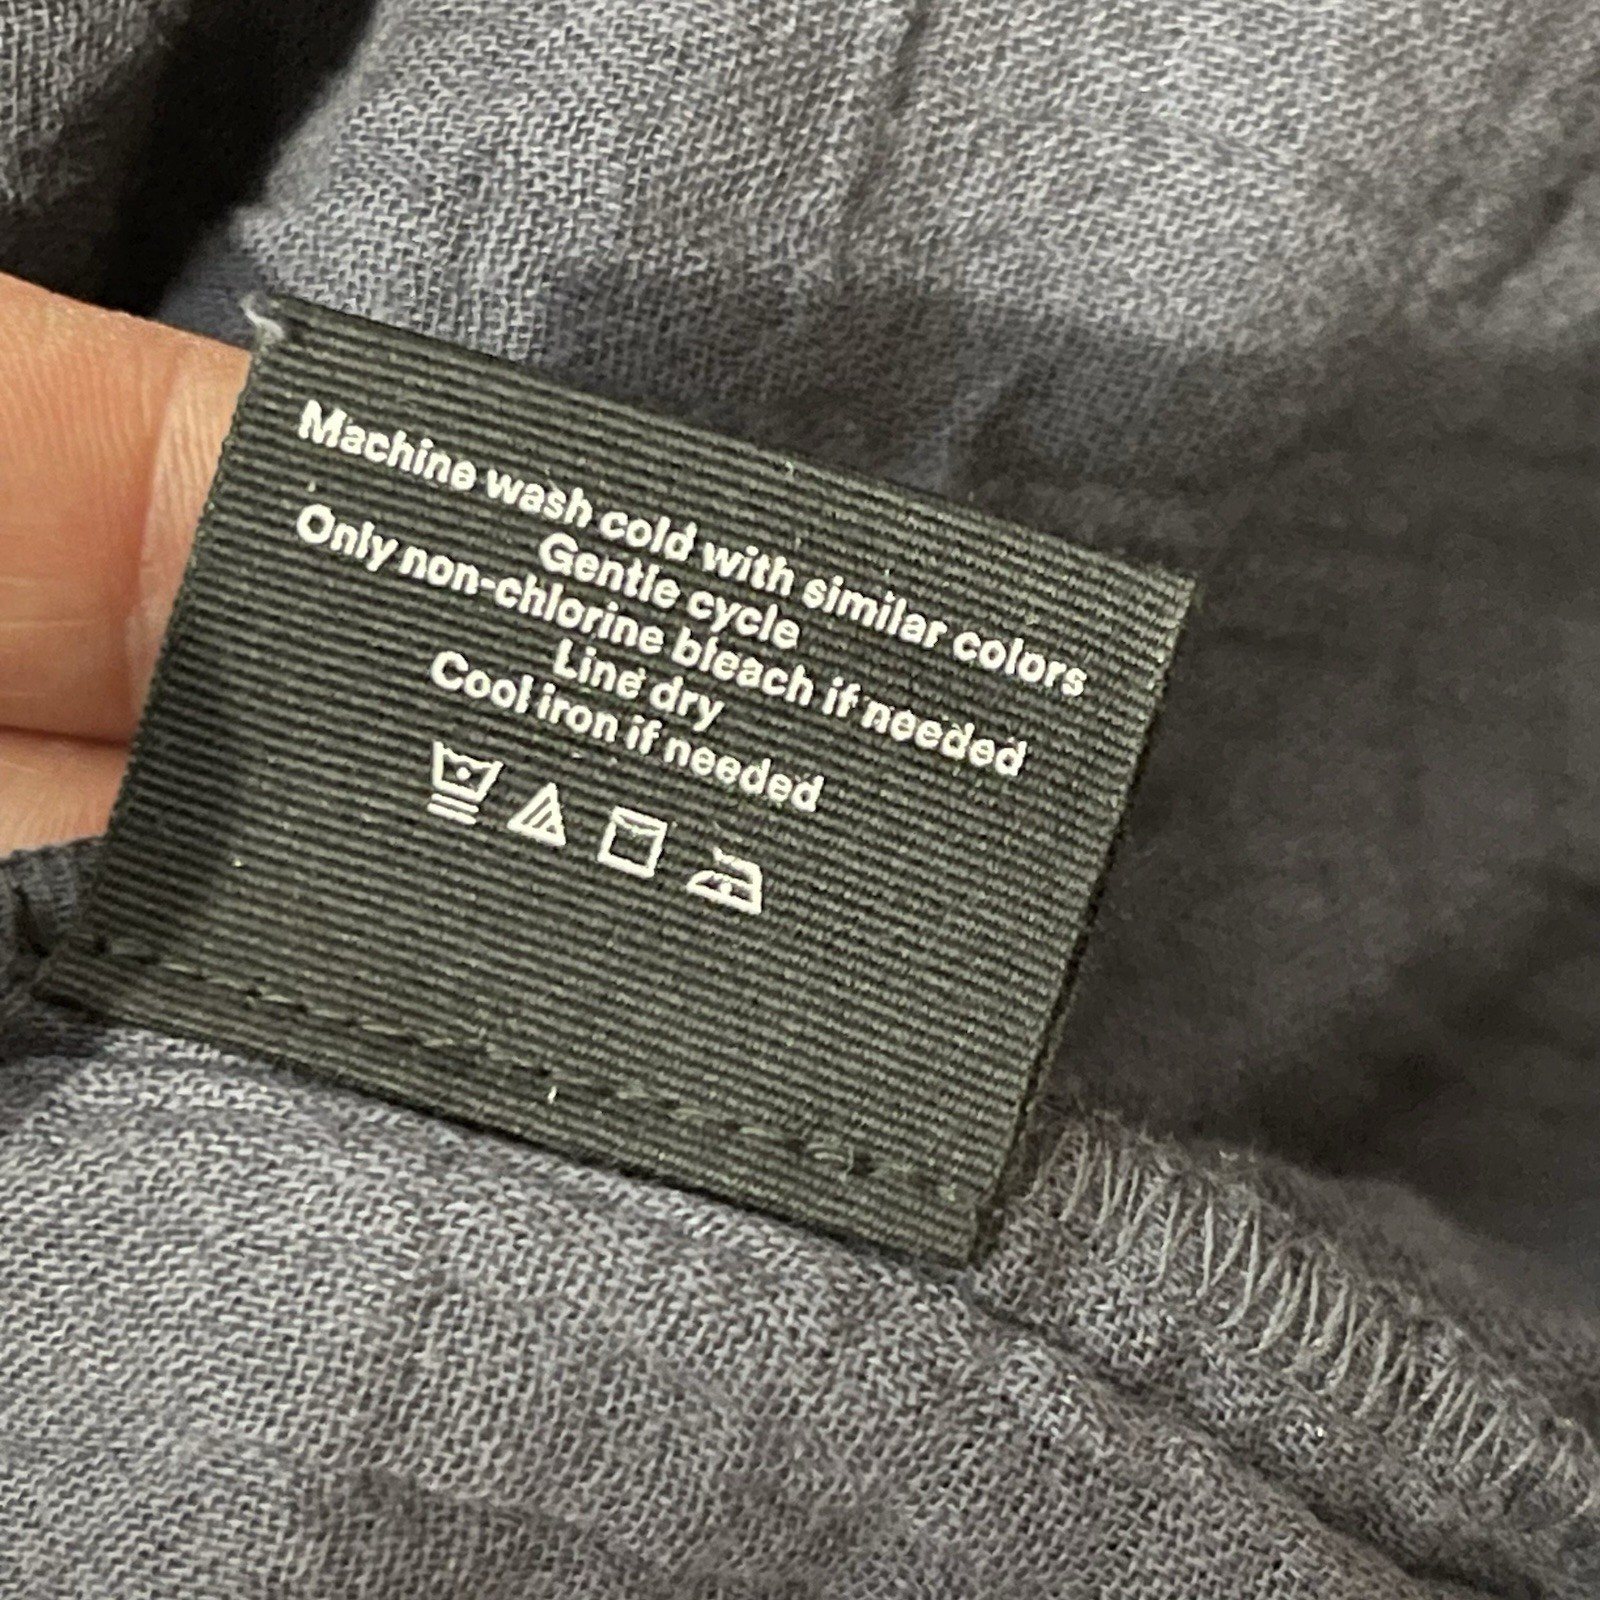 Machine wash cold with similar colors
Gentle cycle
Only non-chlorine bleach if needed
Line dry
Cool iron if needed